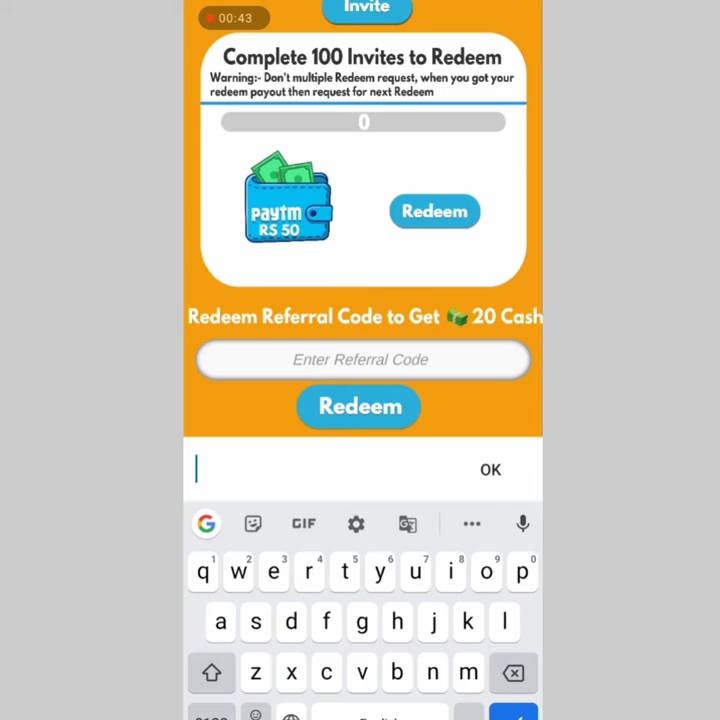 00:43
Invite
Complete 100 Invites to Redeem
Warning:- Don't multiple Redeem request, when you got your
redeem payout then request for next Redeem
0
paytm
RS 50
Redeem
Redeem Referral Code to Get 20 Cash
Enter Referral Code
Redeem
OK
G GIF
1 2 3 4 5 6 7 8 9 0
q w e r t y u i o p
a s d f g h j k l
z x c v b n m